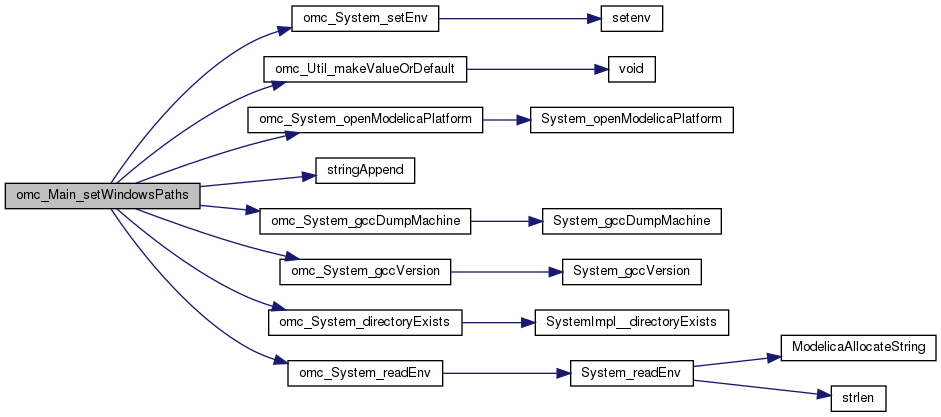 omc_System_setEnv
setenv
omc_Util_makeValueOrDefault
void
omc_System_openModelicaPlatform
System_openModelicaPlatform
stringAppend
omc_Main_setWindowsPaths
omc_System_gccDumpMachine
System_gccDumpMachine
omc_System_gccVersion
System_gccVersion
omc_System_directoryExists
SystemImpl__directoryExists
ModelicaAllocateString
omc_System_readEnv
System_readEnv
strlen